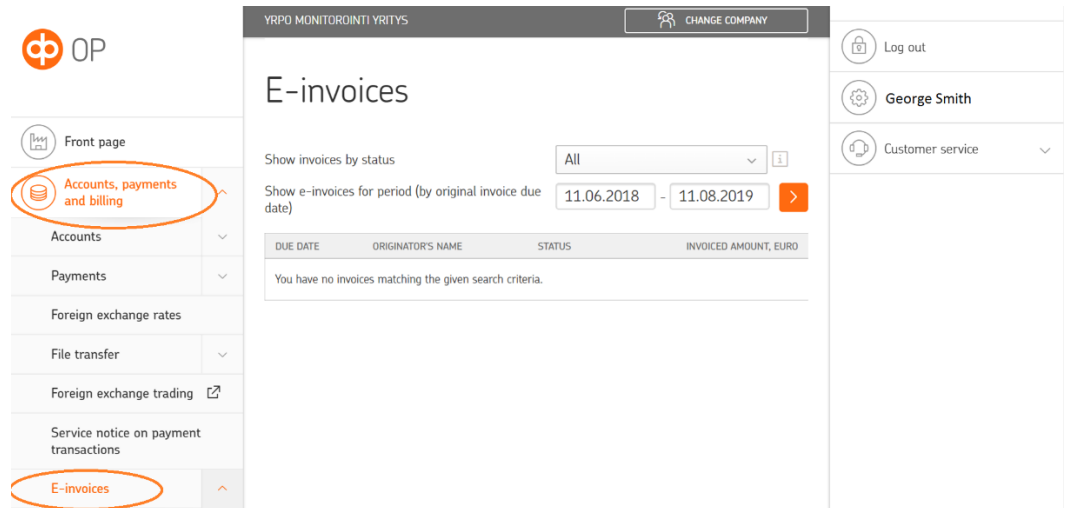 OP
Front page
Accounts, payments
and billing
Accounts
Payments
Foreign exchange rates
File transfer
Foreign exchange trading
Service notice on payment
transactions
E-invoices
YRPO MONITOROINTI YRITYS
CHANGE COMPANY
E-invoices
Show invoices by status
All
i
Show e-invoices for period (by original invoice due
date)
11.06.2018 - 11.08.2019
DUE DATE ORIGINATOR'S NAME STATUS INVOICED AMOUNT, EURO
You have no invoices matching the given search criteria.
Log out
George Smith
Customer service